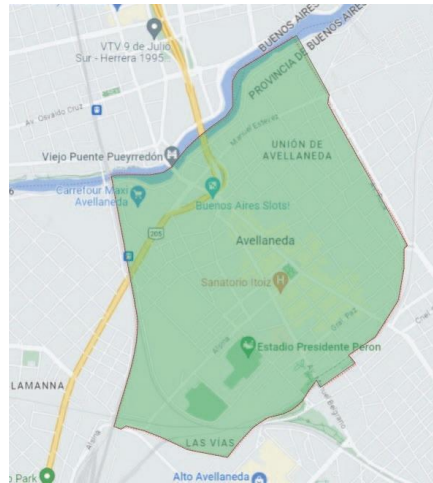 BUENOS AIRES
PROVINCIA DE BUENOS AIRES
VTV 9 de Julio
Sur - Herrera 1995
Av. Osvaldo Cruz
Manuel Estévez
UNIÓN DE
AVELLANEDA
Viejo Puente Pueyrredón
Carrefour Maxi
Avellaneda
Buenos Aires Slots!
205
Avellaneda
Sanatorio Itoiz
Gral. Paz
Alsina
Estadio Presidente Peron
LAMANNA
Alsina
LAS VÍAS
o Park
Alto Avellaneda